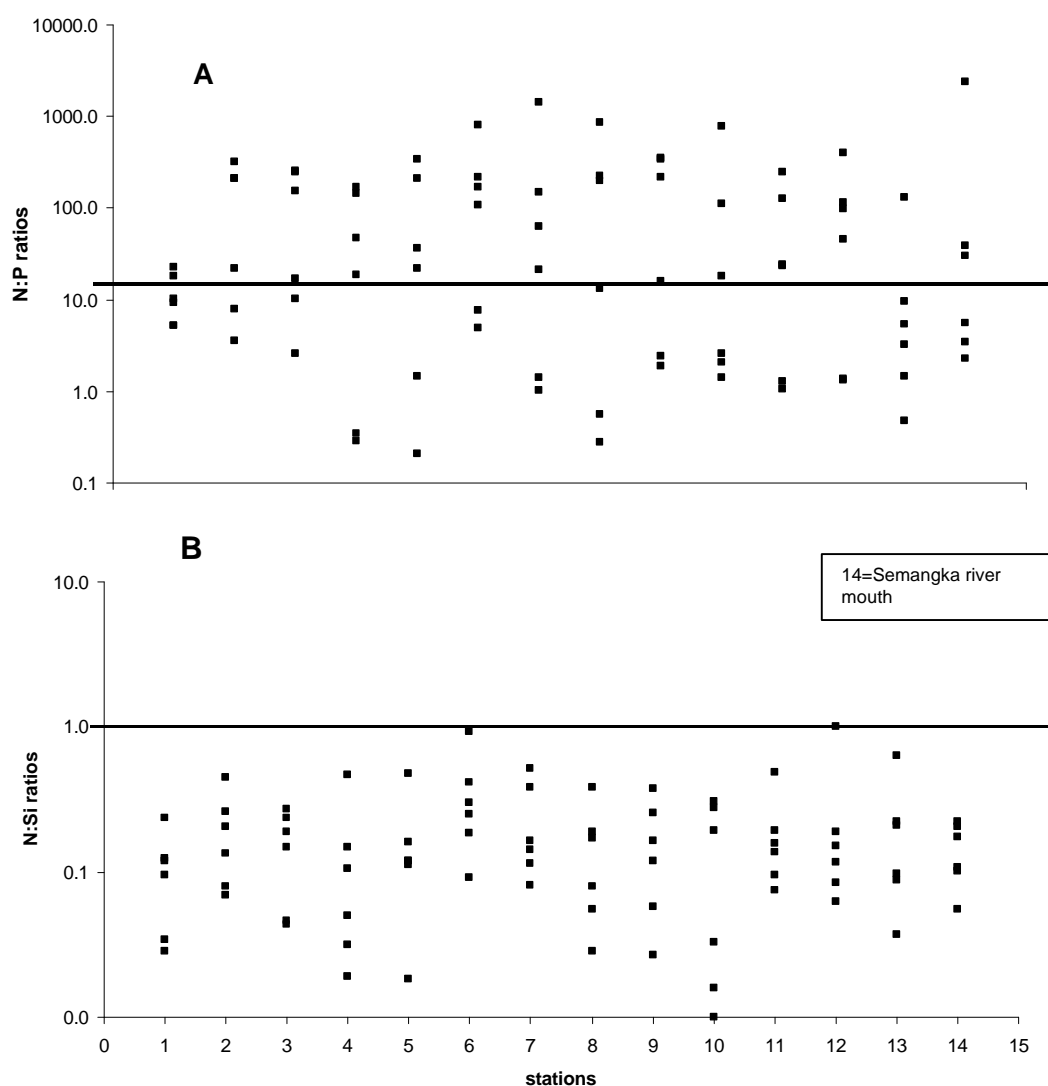 A
10000.0
1000.0
100.0
10.0
1.0
0.1
N:P ratios
B
14=Semangka river
mouth
10.0
1.0
0.1
0.0
N:Si ratios
0 1 2 3 4 5 6 7 8 9 10 11 12 13 14 15
stations